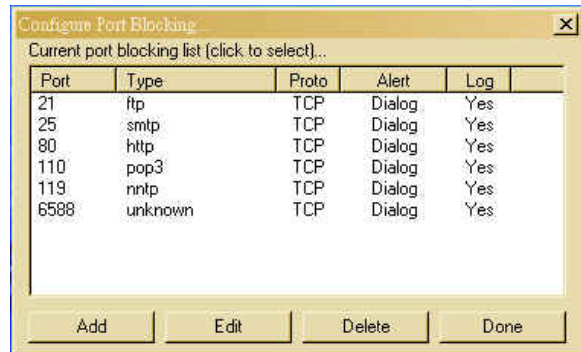 Configure Port Blocking...
Current port blocking list (click to select)...
Port Type Proto Alert Log
21 ftp TCP Dialog Yes
25 smtp TCP Dialog Yes
80 http TCP Dialog Yes
110 pop3 TCP Dialog Yes
119 nntp TCP Dialog Yes
6588 unknown TCP Dialog Yes
Add Edit Delete Done